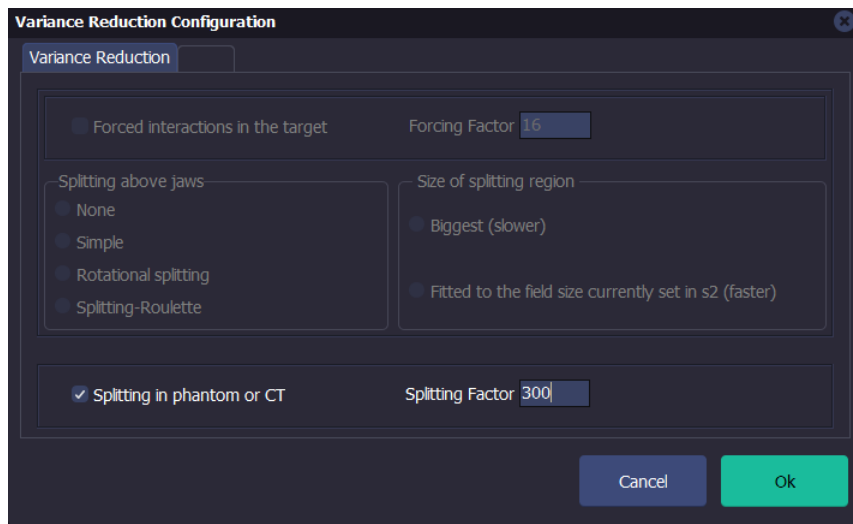 Variance Reduction Configuration
Variance Reduction
Forced interactions in the target Forcing Factor 16
Splitting above jaws
None
Simple
Rotational splitting
Splitting-Roulette
Size of splitting region
Biggest (slower)
Fitted to the field size currently set in s2 (faster)
Splitting in phantom or CT Splitting Factor 300
Cancel Ok